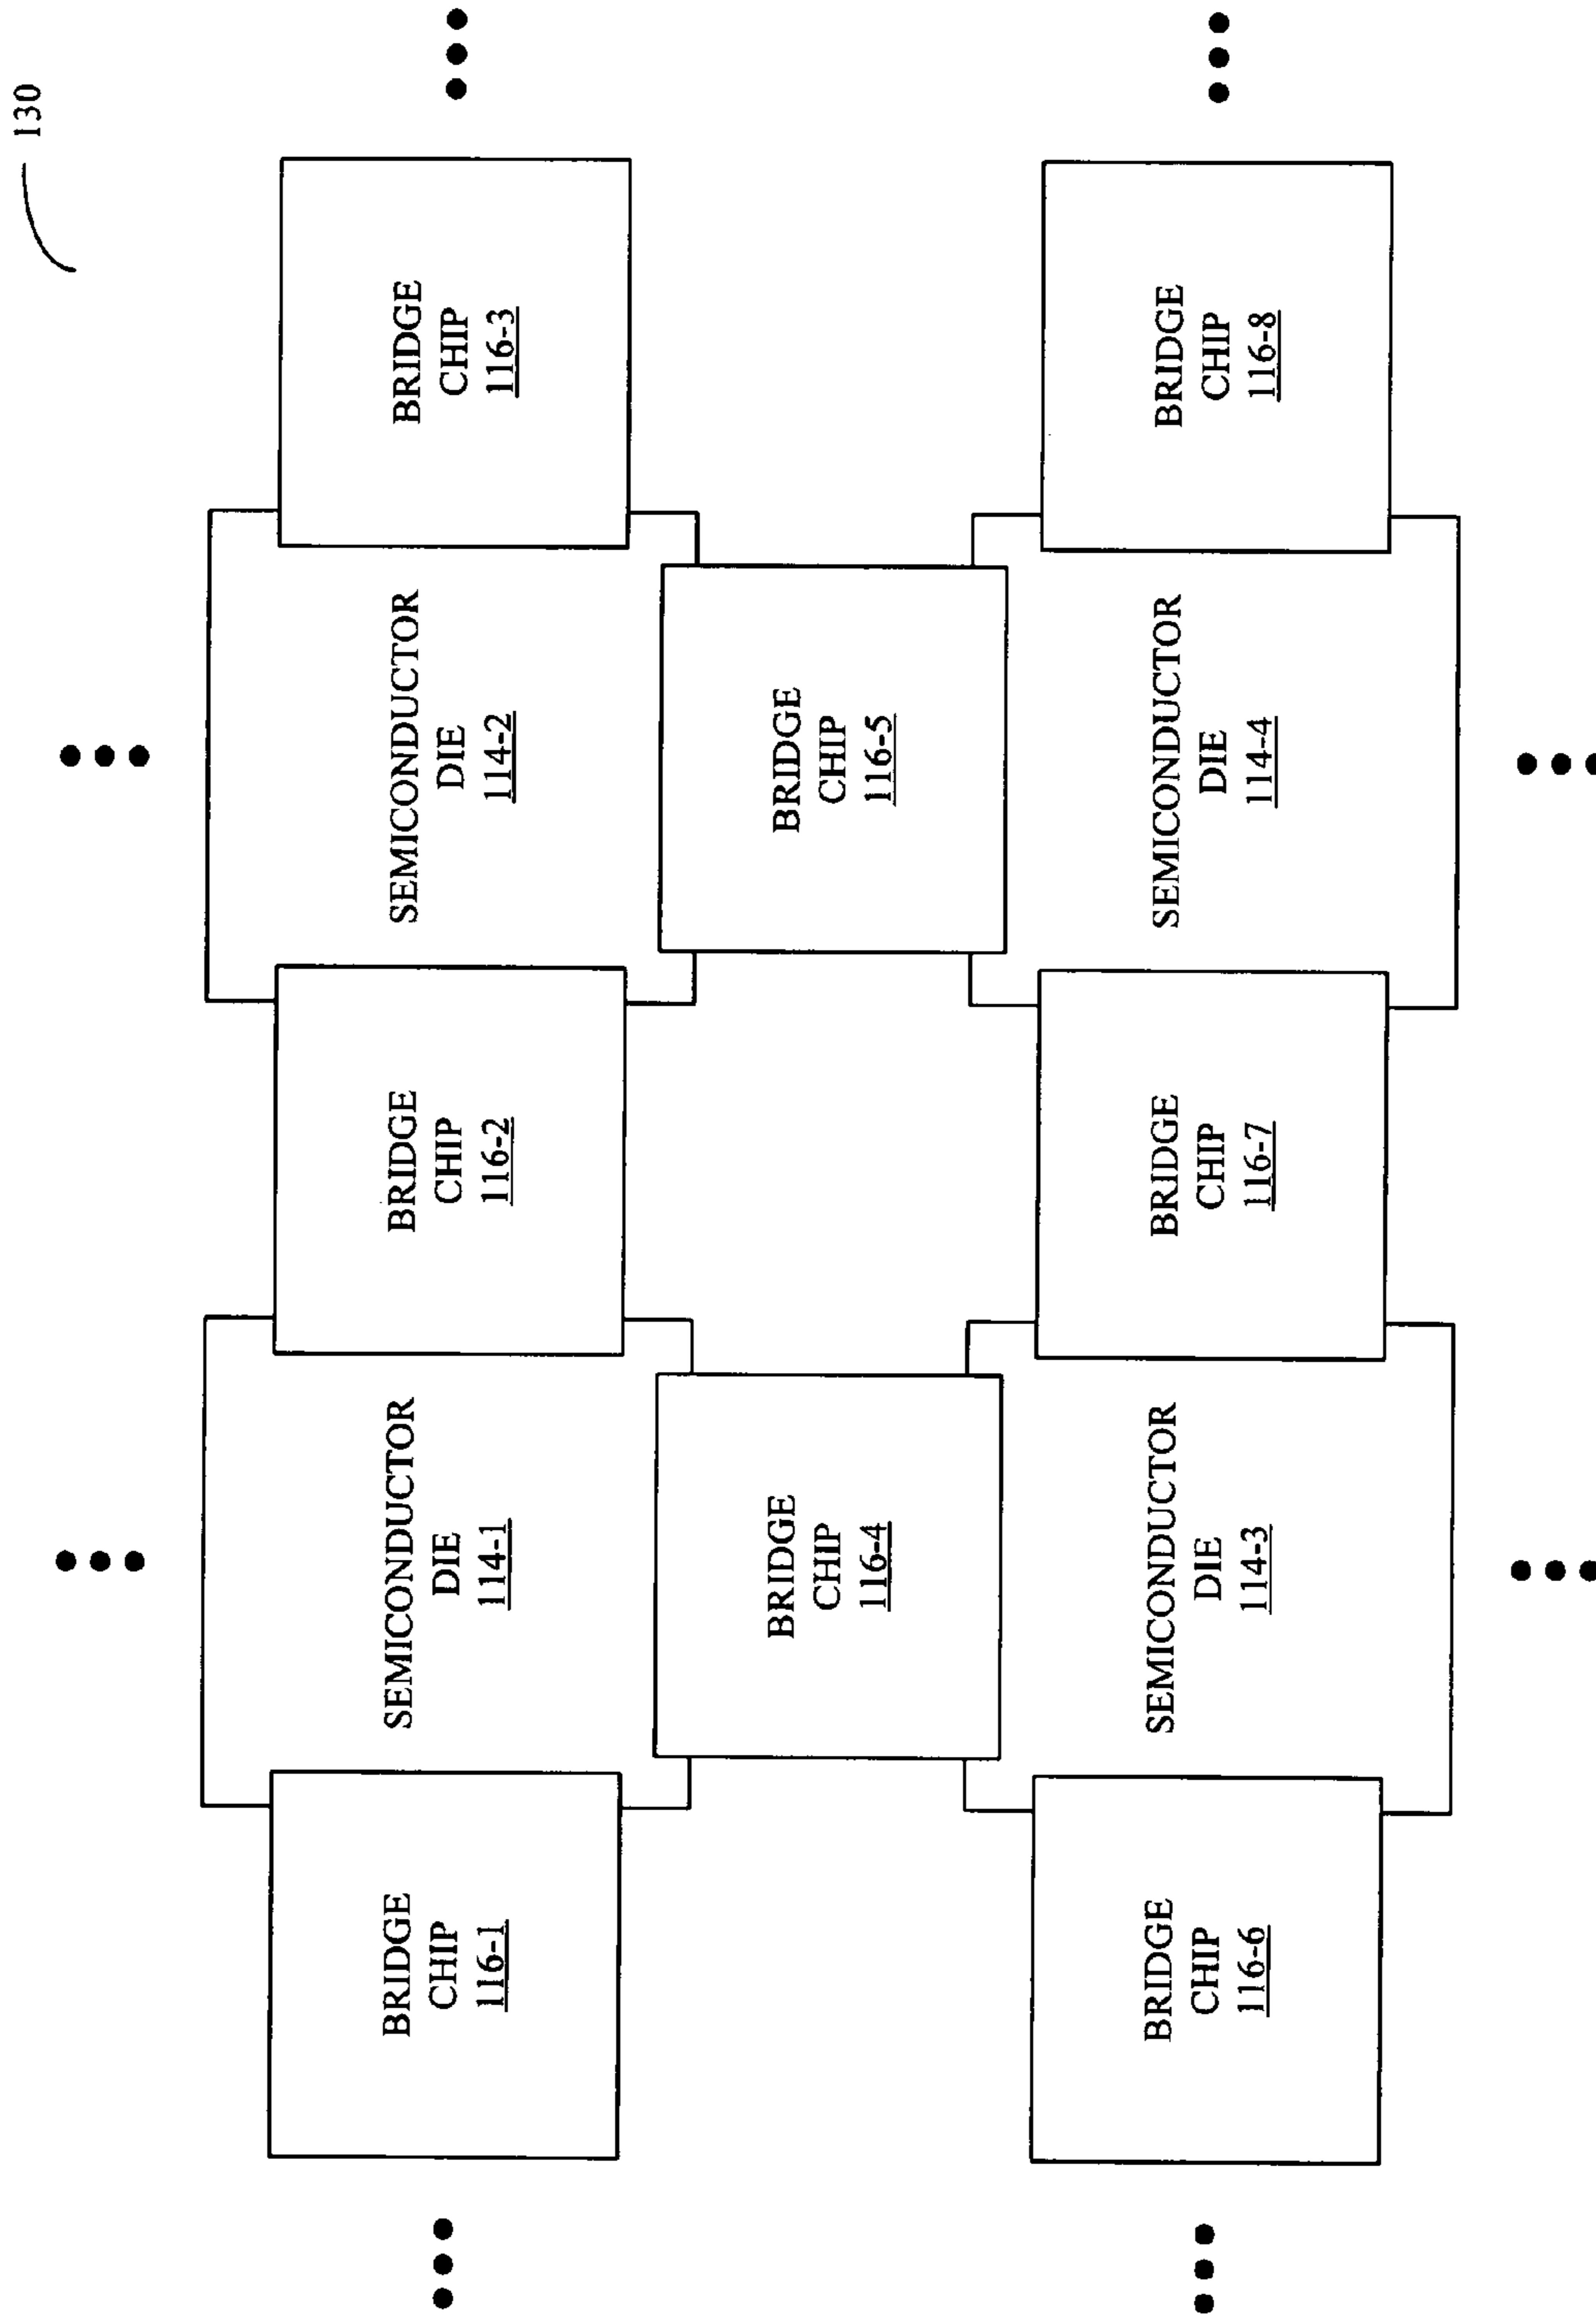 130
BRIDGE
CHIP
116-1
SEMICONDUCTOR
DIE
114-1
BRIDGE
CHIP
116-2
SEMICONDUCTOR
DIE
114-2
BRIDGE
CHIP
116-3
BRIDGE
CHIP
116-4
BRIDGE
CHIP
116-5
BRIDGE
CHIP
116-6
SEMICONDUCTOR
DIE
114-3
BRIDGE
CHIP
116-7
SEMICONDUCTOR
DIE
114-4
BRIDGE
CHIP
116-8